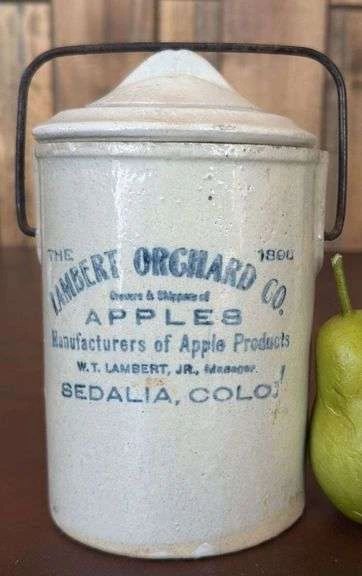 THE 1890
LAMBERT ORCHARD CO.
Growers & Shippers of
APPLES
Manufacturers of Apple Products
W.T. LAMBERT, JR., Manager.
SEDALIA, COLO.